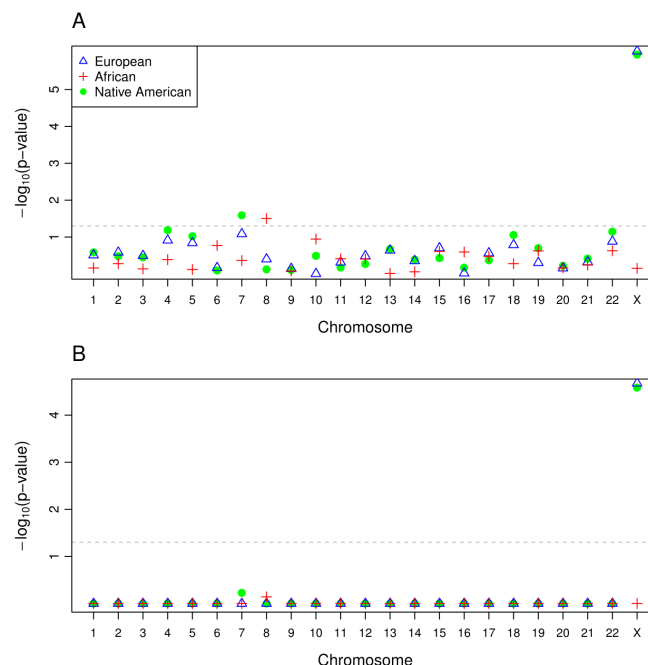 A
European
African
Native American
−log10(p−value)
5
4
3
2
1
1 2 3 4 5 6 7 8 9 10 11 12 13 14 15 16 17 18 19 20 21 22 X
Chromosome
B
−log10(p−value)
4
3
2
1
1 2 3 4 5 6 7 8 9 10 11 12 13 14 15 16 17 18 19 20 21 22 X
Chromosome